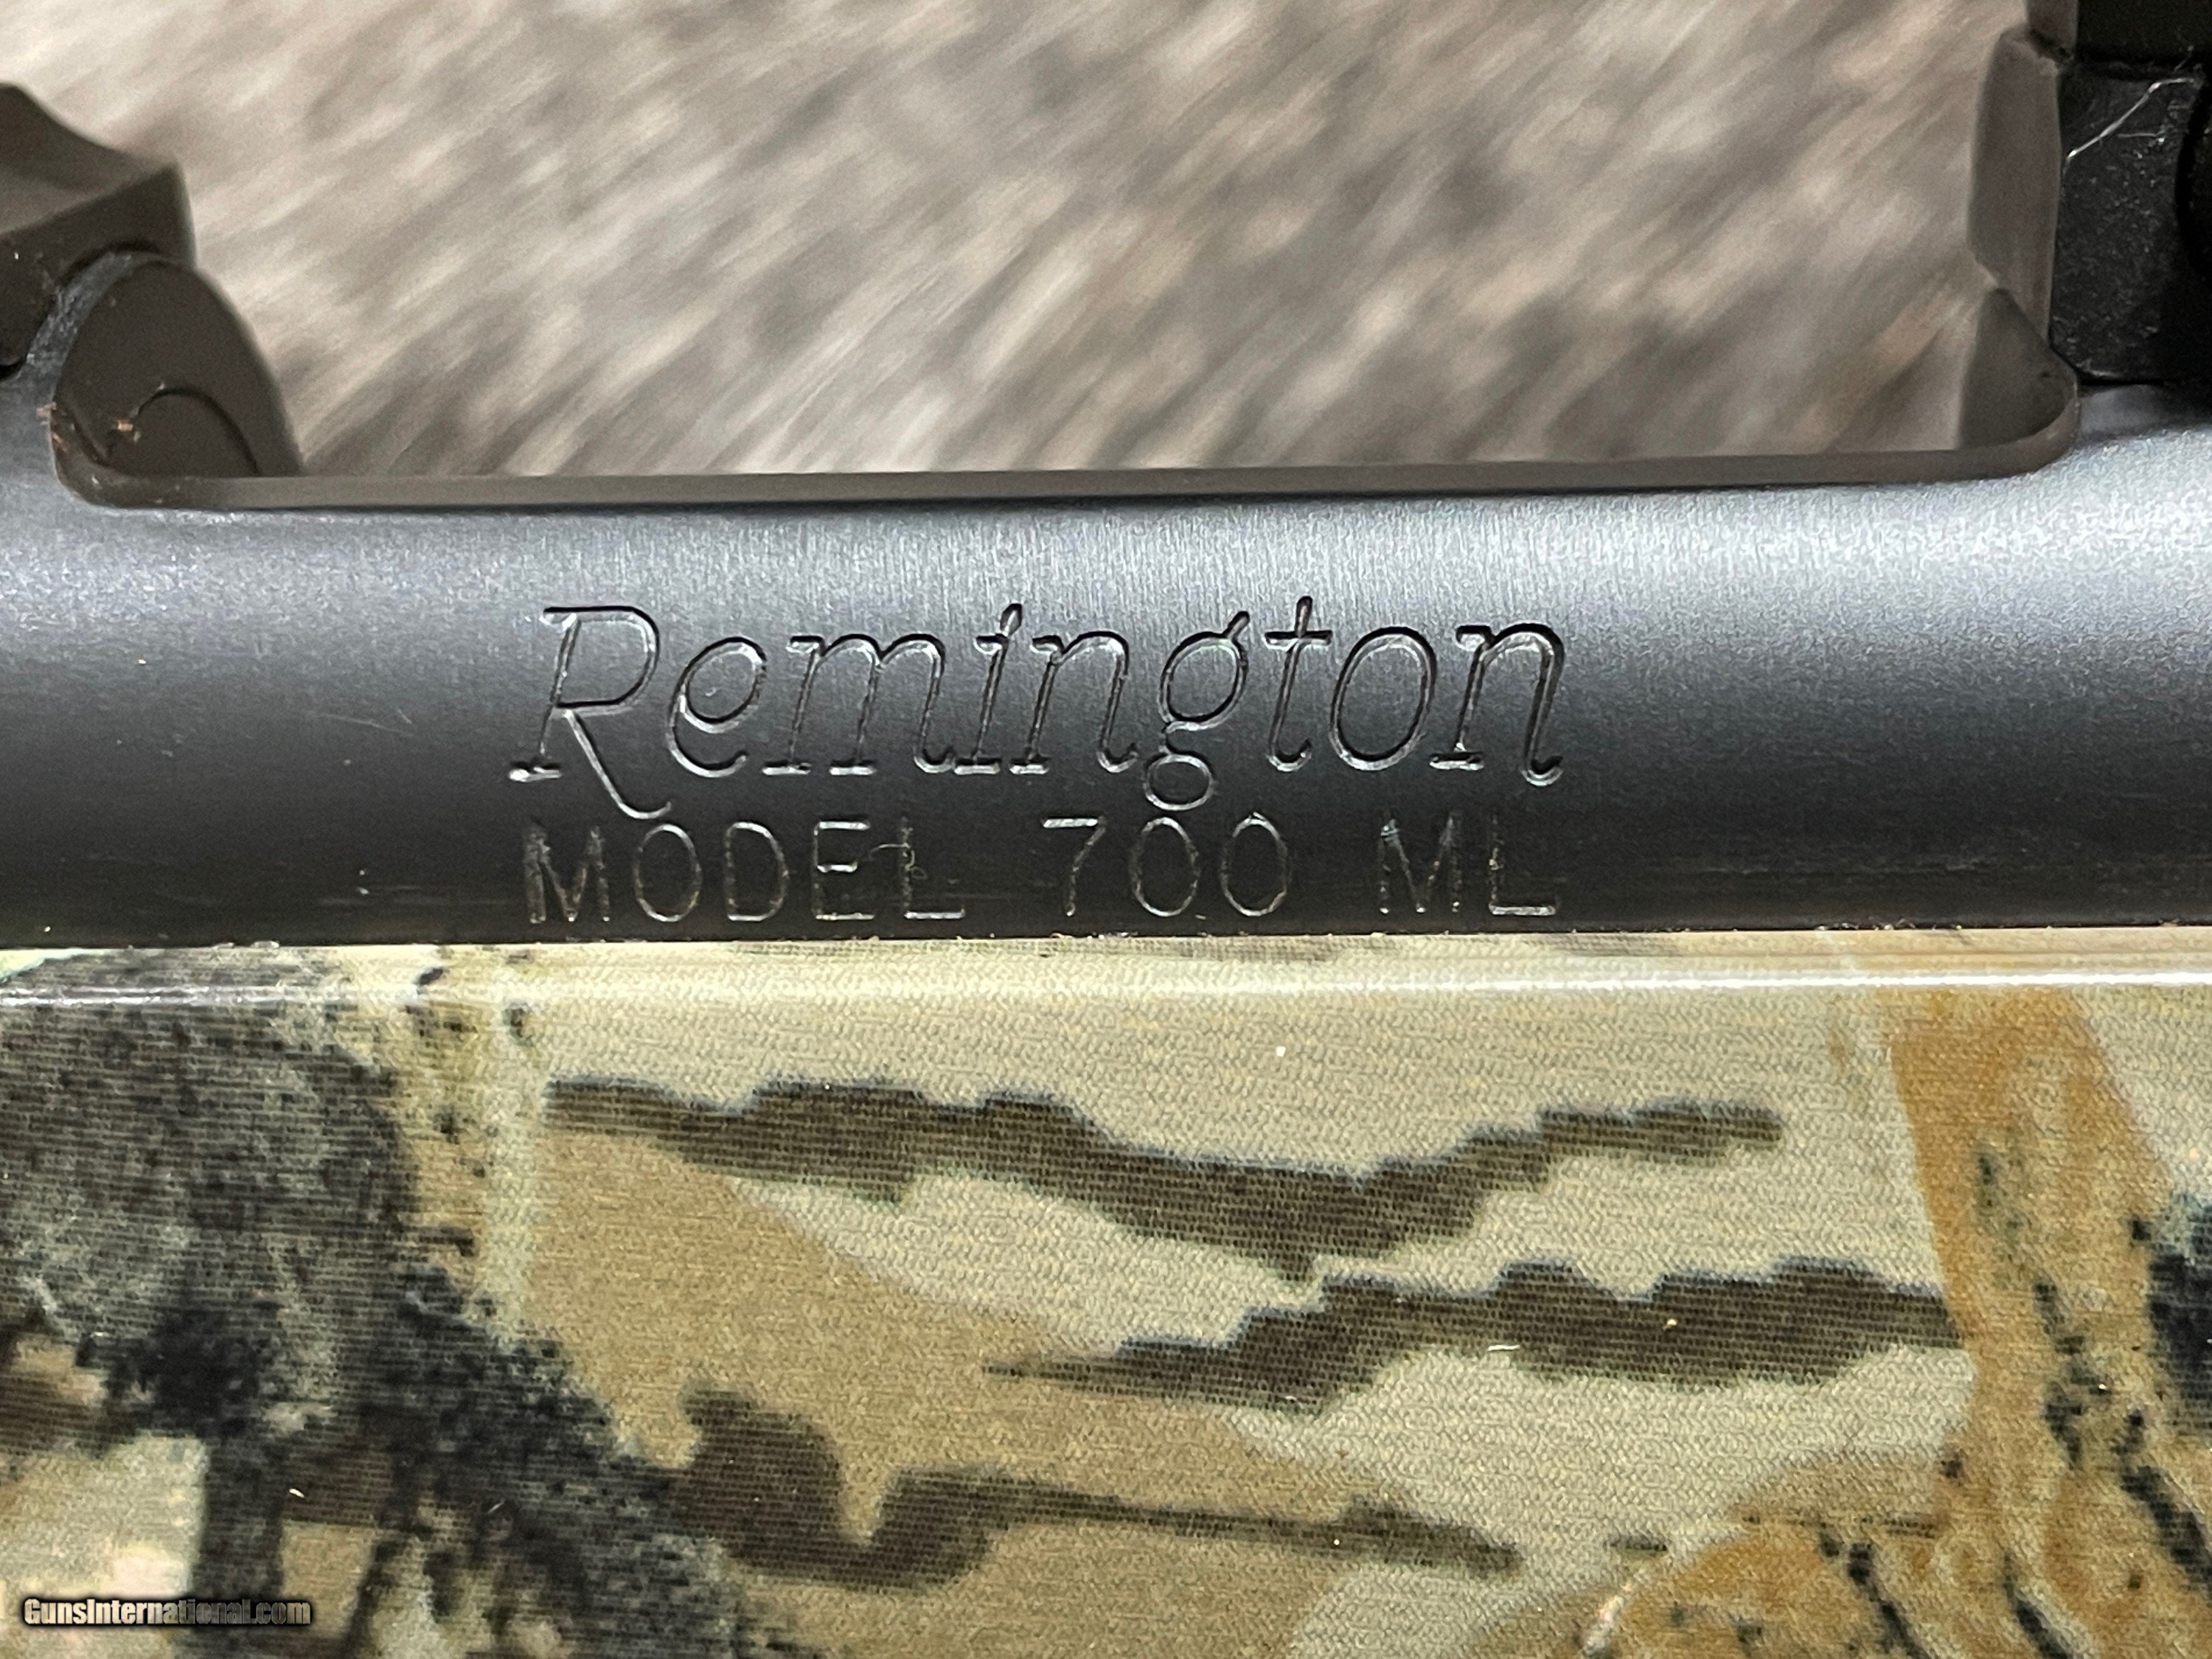 Remington
MODEL 700 ML
GunsInternational.com